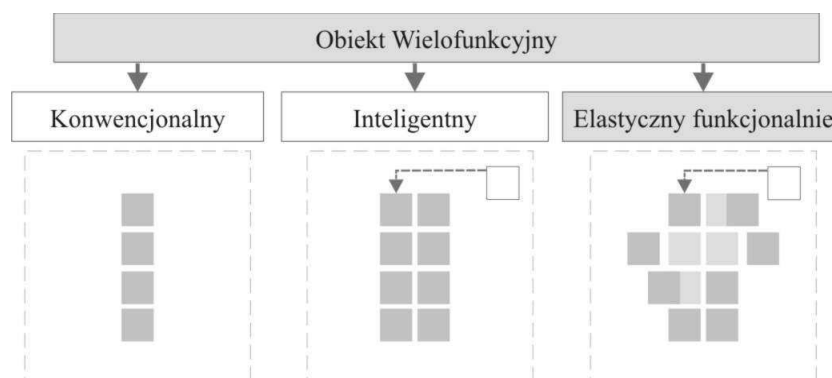 Obiekt Wielofunkcyjny
Konwencjonalny
Inteligentny
Elastyczny funkcjonalnie